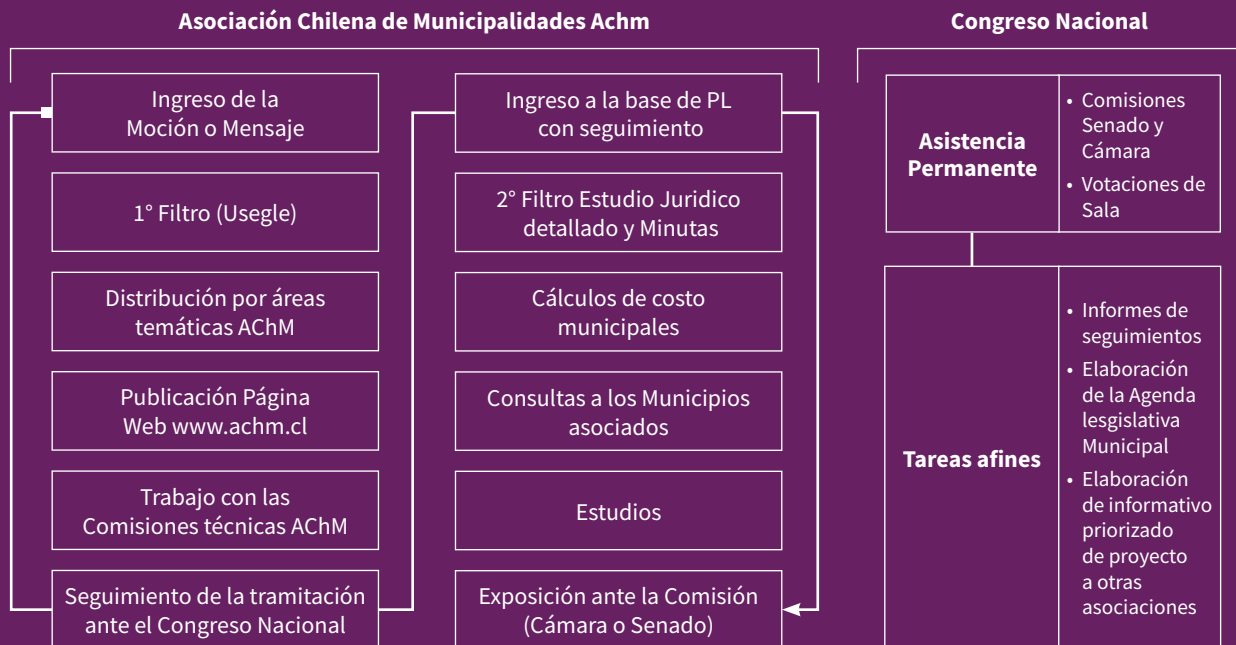 Asociación Chilena de Municipalidades Achm
Ingreso de la
Moción o Mensaje
1° Filtro (Usegle)
Distribución por áreas
temáticas AChM
Publicación Página
Web www.achm.cl
Trabajo con las
Comisiones técnicas AChM
Seguimiento de la tramitación
ante el Congreso Nacional
Ingreso a la base de PL
con seguimiento
2° Filtro Estudio Juridico
detallado y Minutas
Cálculos de costo
municipales
Consultas a los Municipios
asociados
Estudios
Exposición ante la Comisión
(Cámara o Senado)
Congreso Nacional
Asistencia
Permanente
• Comisiones
Senado y
Cámara
• Votaciones de
Sala
Tareas afines
• Informes de
seguimientos
• Elaboración
de la Agenda
lesgislativa
Municipal
• Elaboración
de informativo
priorizado
de proyecto
a otras
asociaciones